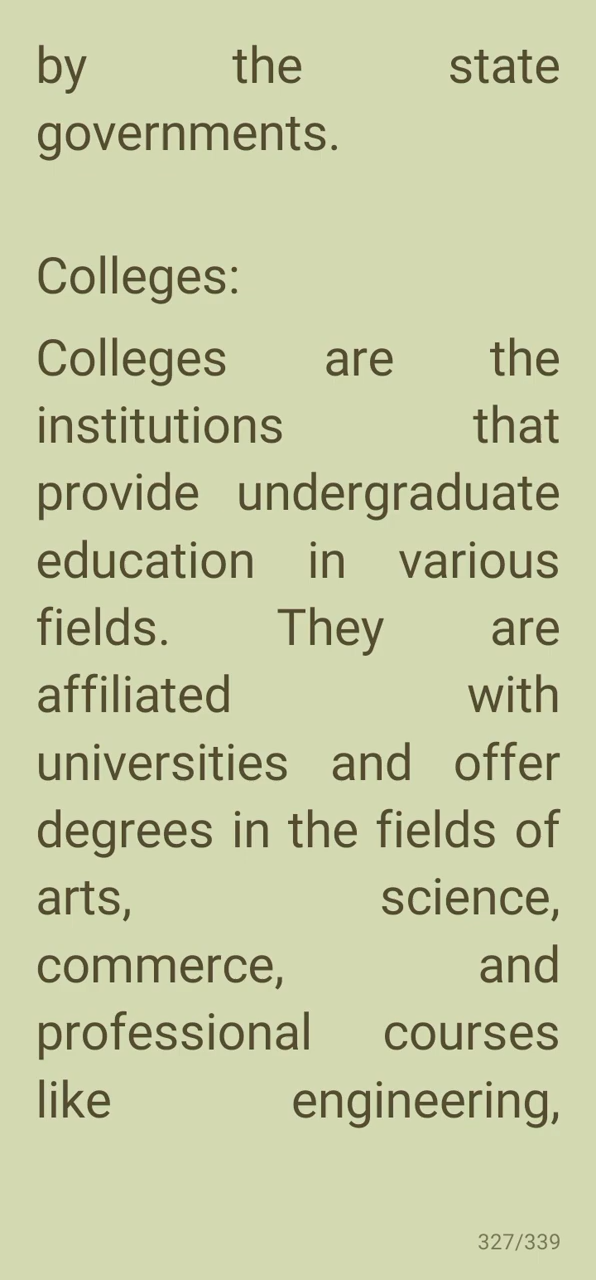 by the state
governments.
Colleges:
Colleges are the
institutions that
provide undergraduate
education in various
fields. They are
affiliated with
universities and offer
degrees in the fields of
arts, science,
commerce, and
professional courses
like engineering,
327/339